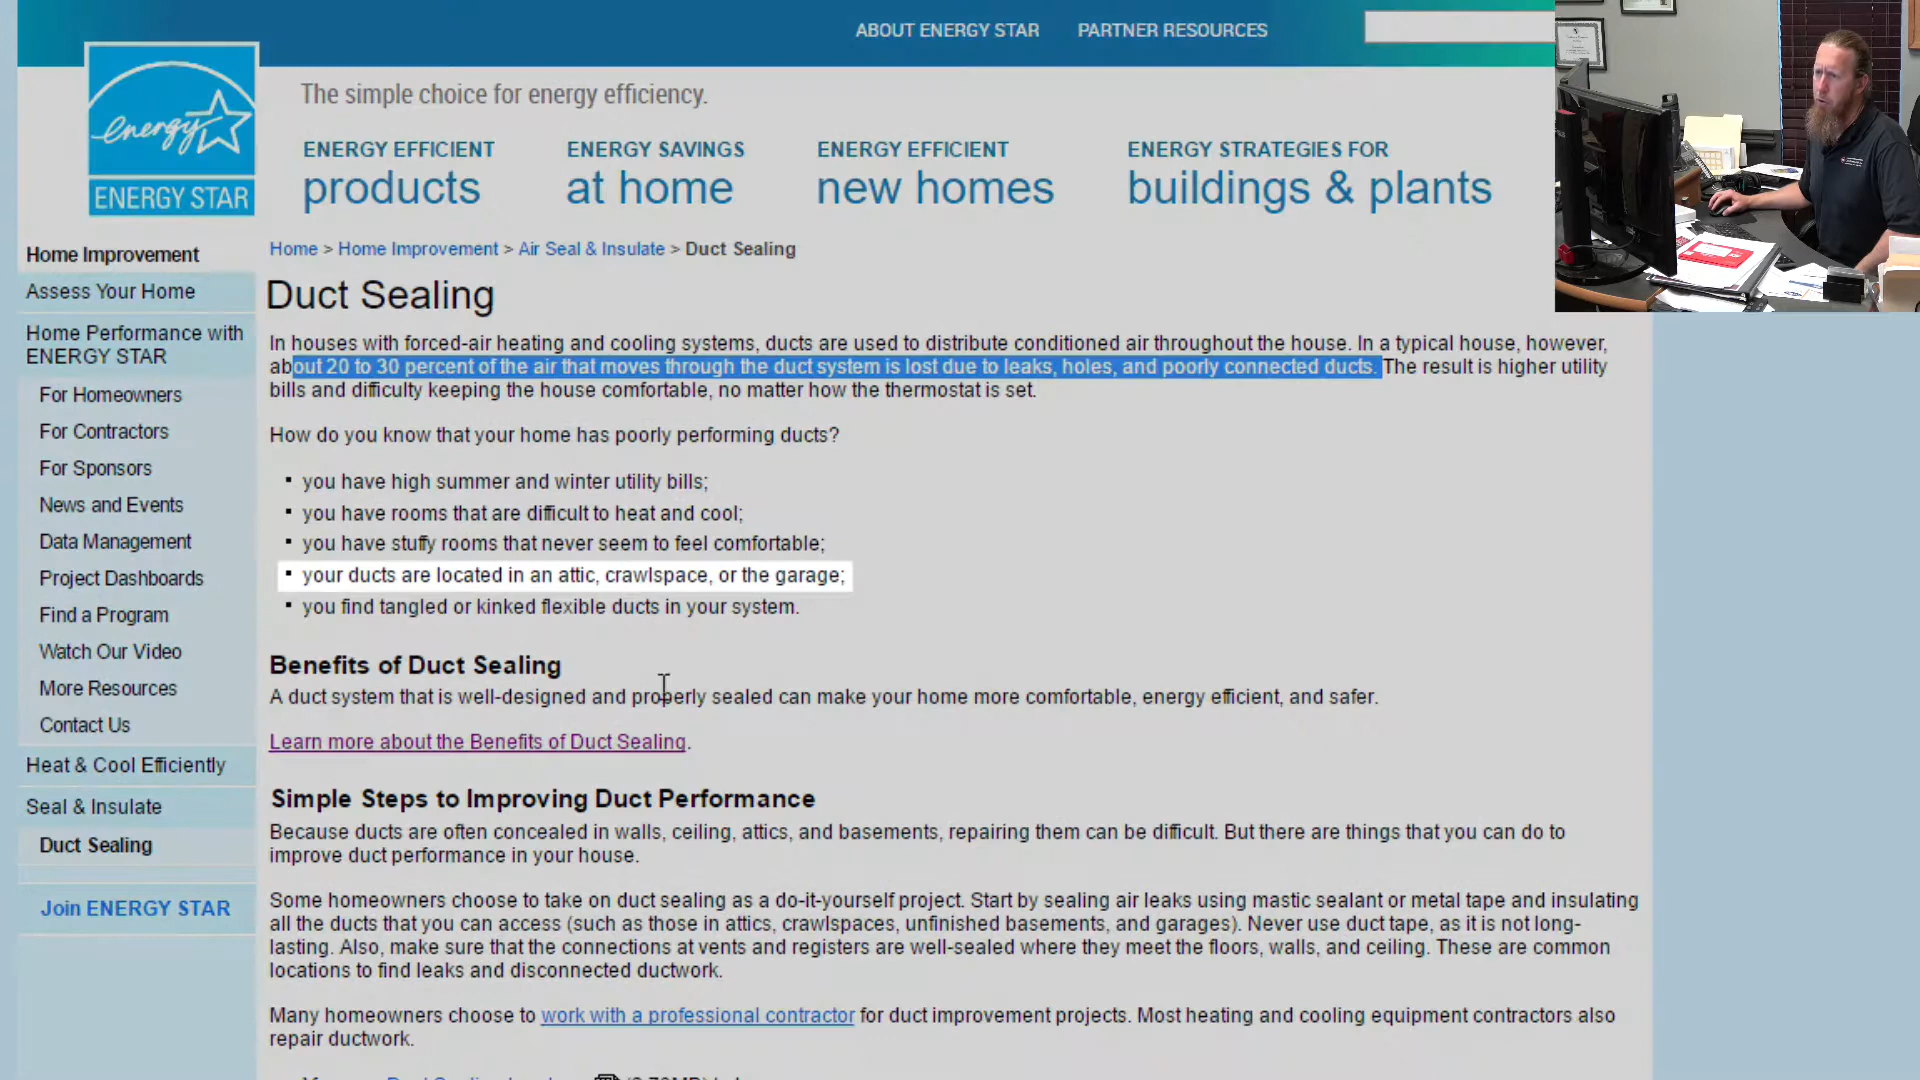 ABOUT ENERGY STAR
PARTNER RESOURCES
energy
ENERGY STAR
The simple choice for energy efficiency.
ENERGY EFFICIENT
products
ENERGY SAVINGS
at home
ENERGY EFFICIENT
new homes
ENERGY STRATEGIES FOR
buildings & plants
Home Improvement
Assess Your Home
Home Performance with
ENERGY STAR
For Homeowners
For Contractors
For Sponsors
News and Events
Data Management
Project Dashboards
Find a Program
Watch Our Video
More Resources
Contact Us
Heat & Cool Efficiently
Seal & Insulate
Duct Sealing
Join ENERGY STAR
Home > Home Improvement > Air Seal & Insulate > Duct Sealing
Duct Sealing
In houses with forced-air heating and cooling systems, ducts are used to distribute conditioned air throughout the house. In a typical house, however,
about 20 to 30 percent of the air that moves through the duct system is lost due to leaks, holes, and poorly connected ducts. The result is higher utility
bills and difficulty keeping the house comfortable, no matter how the thermostat is set.
How do you know that your home has poorly performing ducts?
▪ you have high summer and winter utility bills;
▪ you have rooms that are difficult to heat and cool;
▪ you have stuffy rooms that never seem to feel comfortable;
▪ your ducts are located in an attic, crawlspace, or the garage;
▪ you find tangled or kinked flexible ducts in your system.
Benefits of Duct Sealing
A duct system that is well-designed and properly sealed can make your home more comfortable, energy efficient, and safer.
Learn more about the Benefits of Duct Sealing.
Simple Steps to Improving Duct Performance
Because ducts are often concealed in walls, ceiling, attics, and basements, repairing them can be difficult. But there are things that you can do to
improve duct performance in your house.
Some homeowners choose to take on duct sealing as a do-it-yourself project. Start by sealing air leaks using mastic sealant or metal tape and insulating
all the ducts that you can access (such as those in attics, crawlspaces, unfinished basements, and garages). Never use duct tape, as it is not long-
lasting. Also, make sure that the connections at vents and registers are well-sealed where they meet the floors, walls, and ceiling. These are common
locations to find leaks and disconnected ductwork.
Many homeowners choose to work with a professional contractor for duct improvement projects. Most heating and cooling equipment contractors also
repair ductwork.